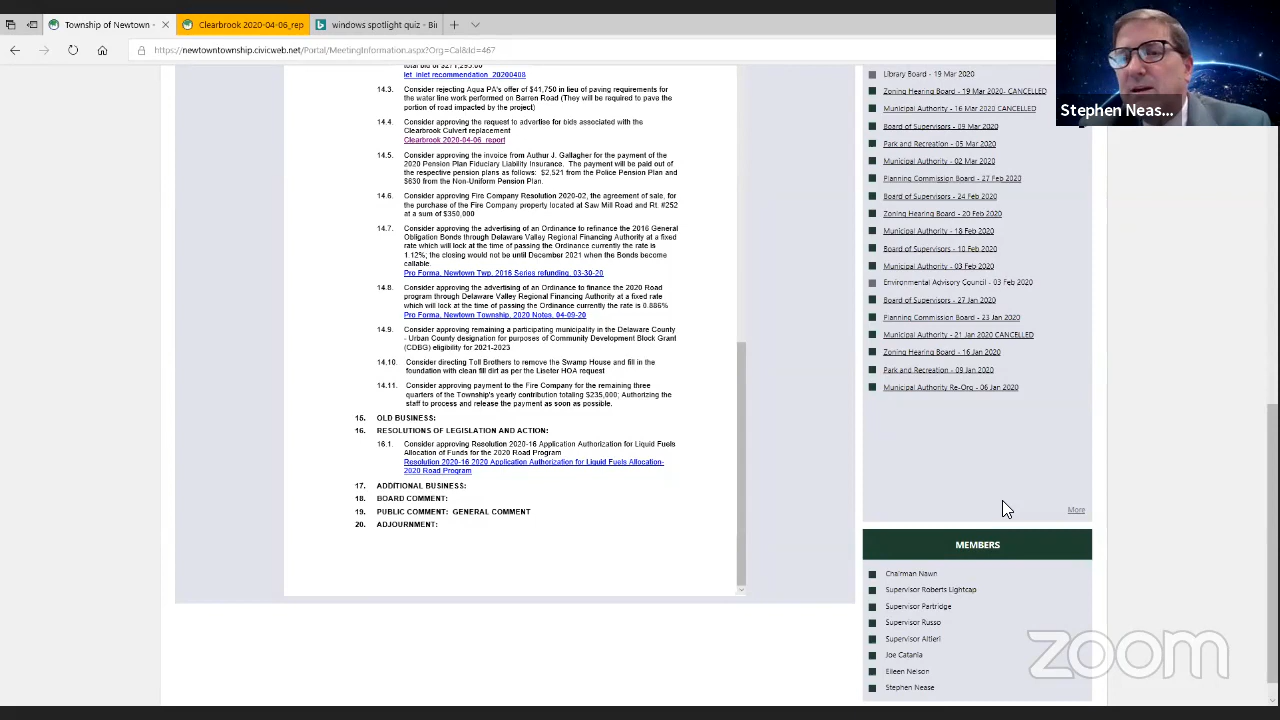 Township of Newtown -
Clearbrook 2020-04-06_rep
windows spotlight quiz - Bi
https://newtowntownship.civicweb.net/Portal/MeetingInformation.aspx?Org=Cal&Id=467
Stephen Neas...
total bid of $271,295.00
let_inlet recommendation_20200408
14.3. Consider rejecting Aqua PA's offer of $41,750 in lieu of paving requirements for
the water line work performed on Barren Road (They will be required to pave the
portion of road impacted by the project)
14.4. Consider approving the request to advertise for bids associated with the
Clearbrook Culvert replacement
Clearbrook 2020-04-06_report
14.5. Consider approving the invoice from Authur J. Gallagher for the payment of the
2020 Pension Plan Fiduciary Liability Insurance. The payment will be paid out of
the respective pension plans as follows: $2,521 from the Police Pension Plan and
$630 from the Non-Uniform Pension Plan.
14.6. Consider approving Fire Company Resolution 2020-02, the agreement of sale, for
the purchase of the Fire Company property located at Saw Mill Road and Rt. #252
at a sum of $350,000
14.7. Consider approving the advertising of an Ordinance to refinance the 2016 General
Obligation Bonds through Delaware Valley Regional Financing Authority at a fixed
rate which will lock at the time of passing the Ordinance currently the rate is
1.12%; the closing would not be until December 2021 when the Bonds become
callable.
Pro Forma, Newtown Twp, 2016 Series refunding, 03-30-20
14.8. Consider approving the advertising of an Ordinance to finance the 2020 Road
program through Delaware Valley Regional Financing Authority at a fixed rate
which will lock at the time of passing the Ordinance currently the rate is 0.886%
Pro Forma, Newtown Township, 2020 Notes, 04-09-20
14.9. Consider approving remaining a participating municipality in the Delaware County
- Urban County designation for purposes of Community Development Block Grant
(CDBG) eligibility for 2021-2023
14.10. Consider directing Toll Brothers to remove the Swamp House and fill in the
foundation with clean fill dirt as per the Liseter HOA request
14.11. Consider approving payment to the Fire Company for the remaining three
quarters of the Township's yearly contribution totaling $235,000; Authorizing the
staff to process and release the payment as soon as possible.
15. OLD BUSINESS:
16. RESOLUTIONS OF LEGISLATION AND ACTION:
16.1. Consider approving Resolution 2020-16 Application Authorization for Liquid Fuels
Allocation of Funds for the 2020 Road Program
Resolution 2020-16 2020 Application Authorization for Liquid Fuels Allocation-
2020 Road Program
17. ADDITIONAL BUSINESS:
18. BOARD COMMENT:
19. PUBLIC COMMENT: GENERAL COMMENT
20. ADJOURNMENT:
Library Board - 19 Mar 2020
Zoning Hearing Board - 19 Mar 2020- CANCELLED
Municipal Authority - 16 Mar 2020 CANCELLED
Board of Supervisors - 09 Mar 2020
Park and Recreation - 05 Mar 2020
Municipal Authority - 02 Mar 2020
Planning Commission Board - 27 Feb 2020
Board of Supervisors - 24 Feb 2020
Zoning Hearing Board - 20 Feb 2020
Municipal Authority - 18 Feb 2020
Board of Supervisors - 10 Feb 2020
Municipal Authority - 03 Feb 2020
Environmental Advisory Council - 03 Feb 2020
Board of Supervisors - 27 Jan 2020
Planning Commission Board - 23 Jan 2020
Municipal Authority - 21 Jan 2020 CANCELLED
Zoning Hearing Board - 16 Jan 2020
Park and Recreation - 09 Jan 2020
Municipal Authority Re-Org - 06 Jan 2020
More
MEMBERS
Chairman Nawn
Supervisor Roberts Lightcap
Supervisor Partridge
Supervisor Russo
Supervisor Altieri
Joe Catania
Eileen Nelson
Stephen Nease
zoom